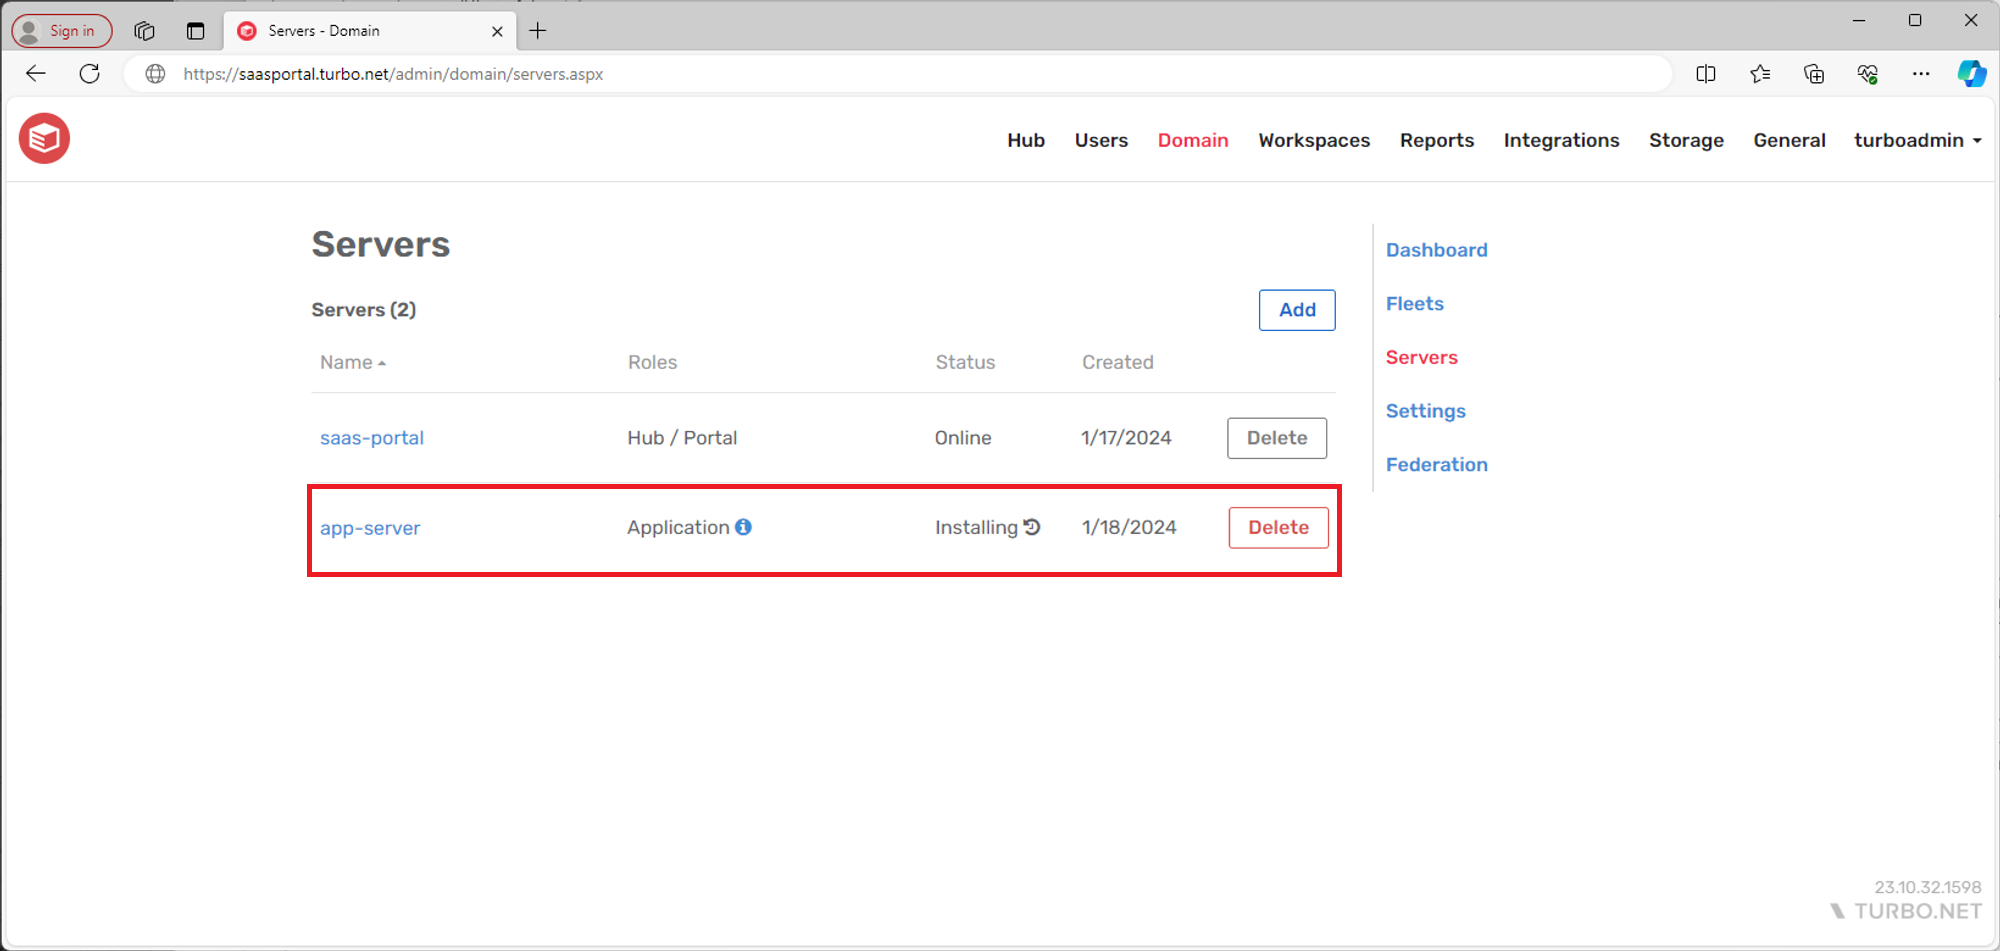 Sign in
Servers - Domain
https://saasportal.turbo.net/admin/domain/servers.aspx
Hub Users Domain Workspaces Reports Integrations Storage General turboadmin
Servers
Servers (2)
Add
Name Roles Status Created
saas-portal Hub / Portal Online 1/17/2024 Delete
app-server Application Installing 1/18/2024 Delete
Dashboard
Fleets
Servers
Settings
Federation
23.10.32.1598
TURBO.NET